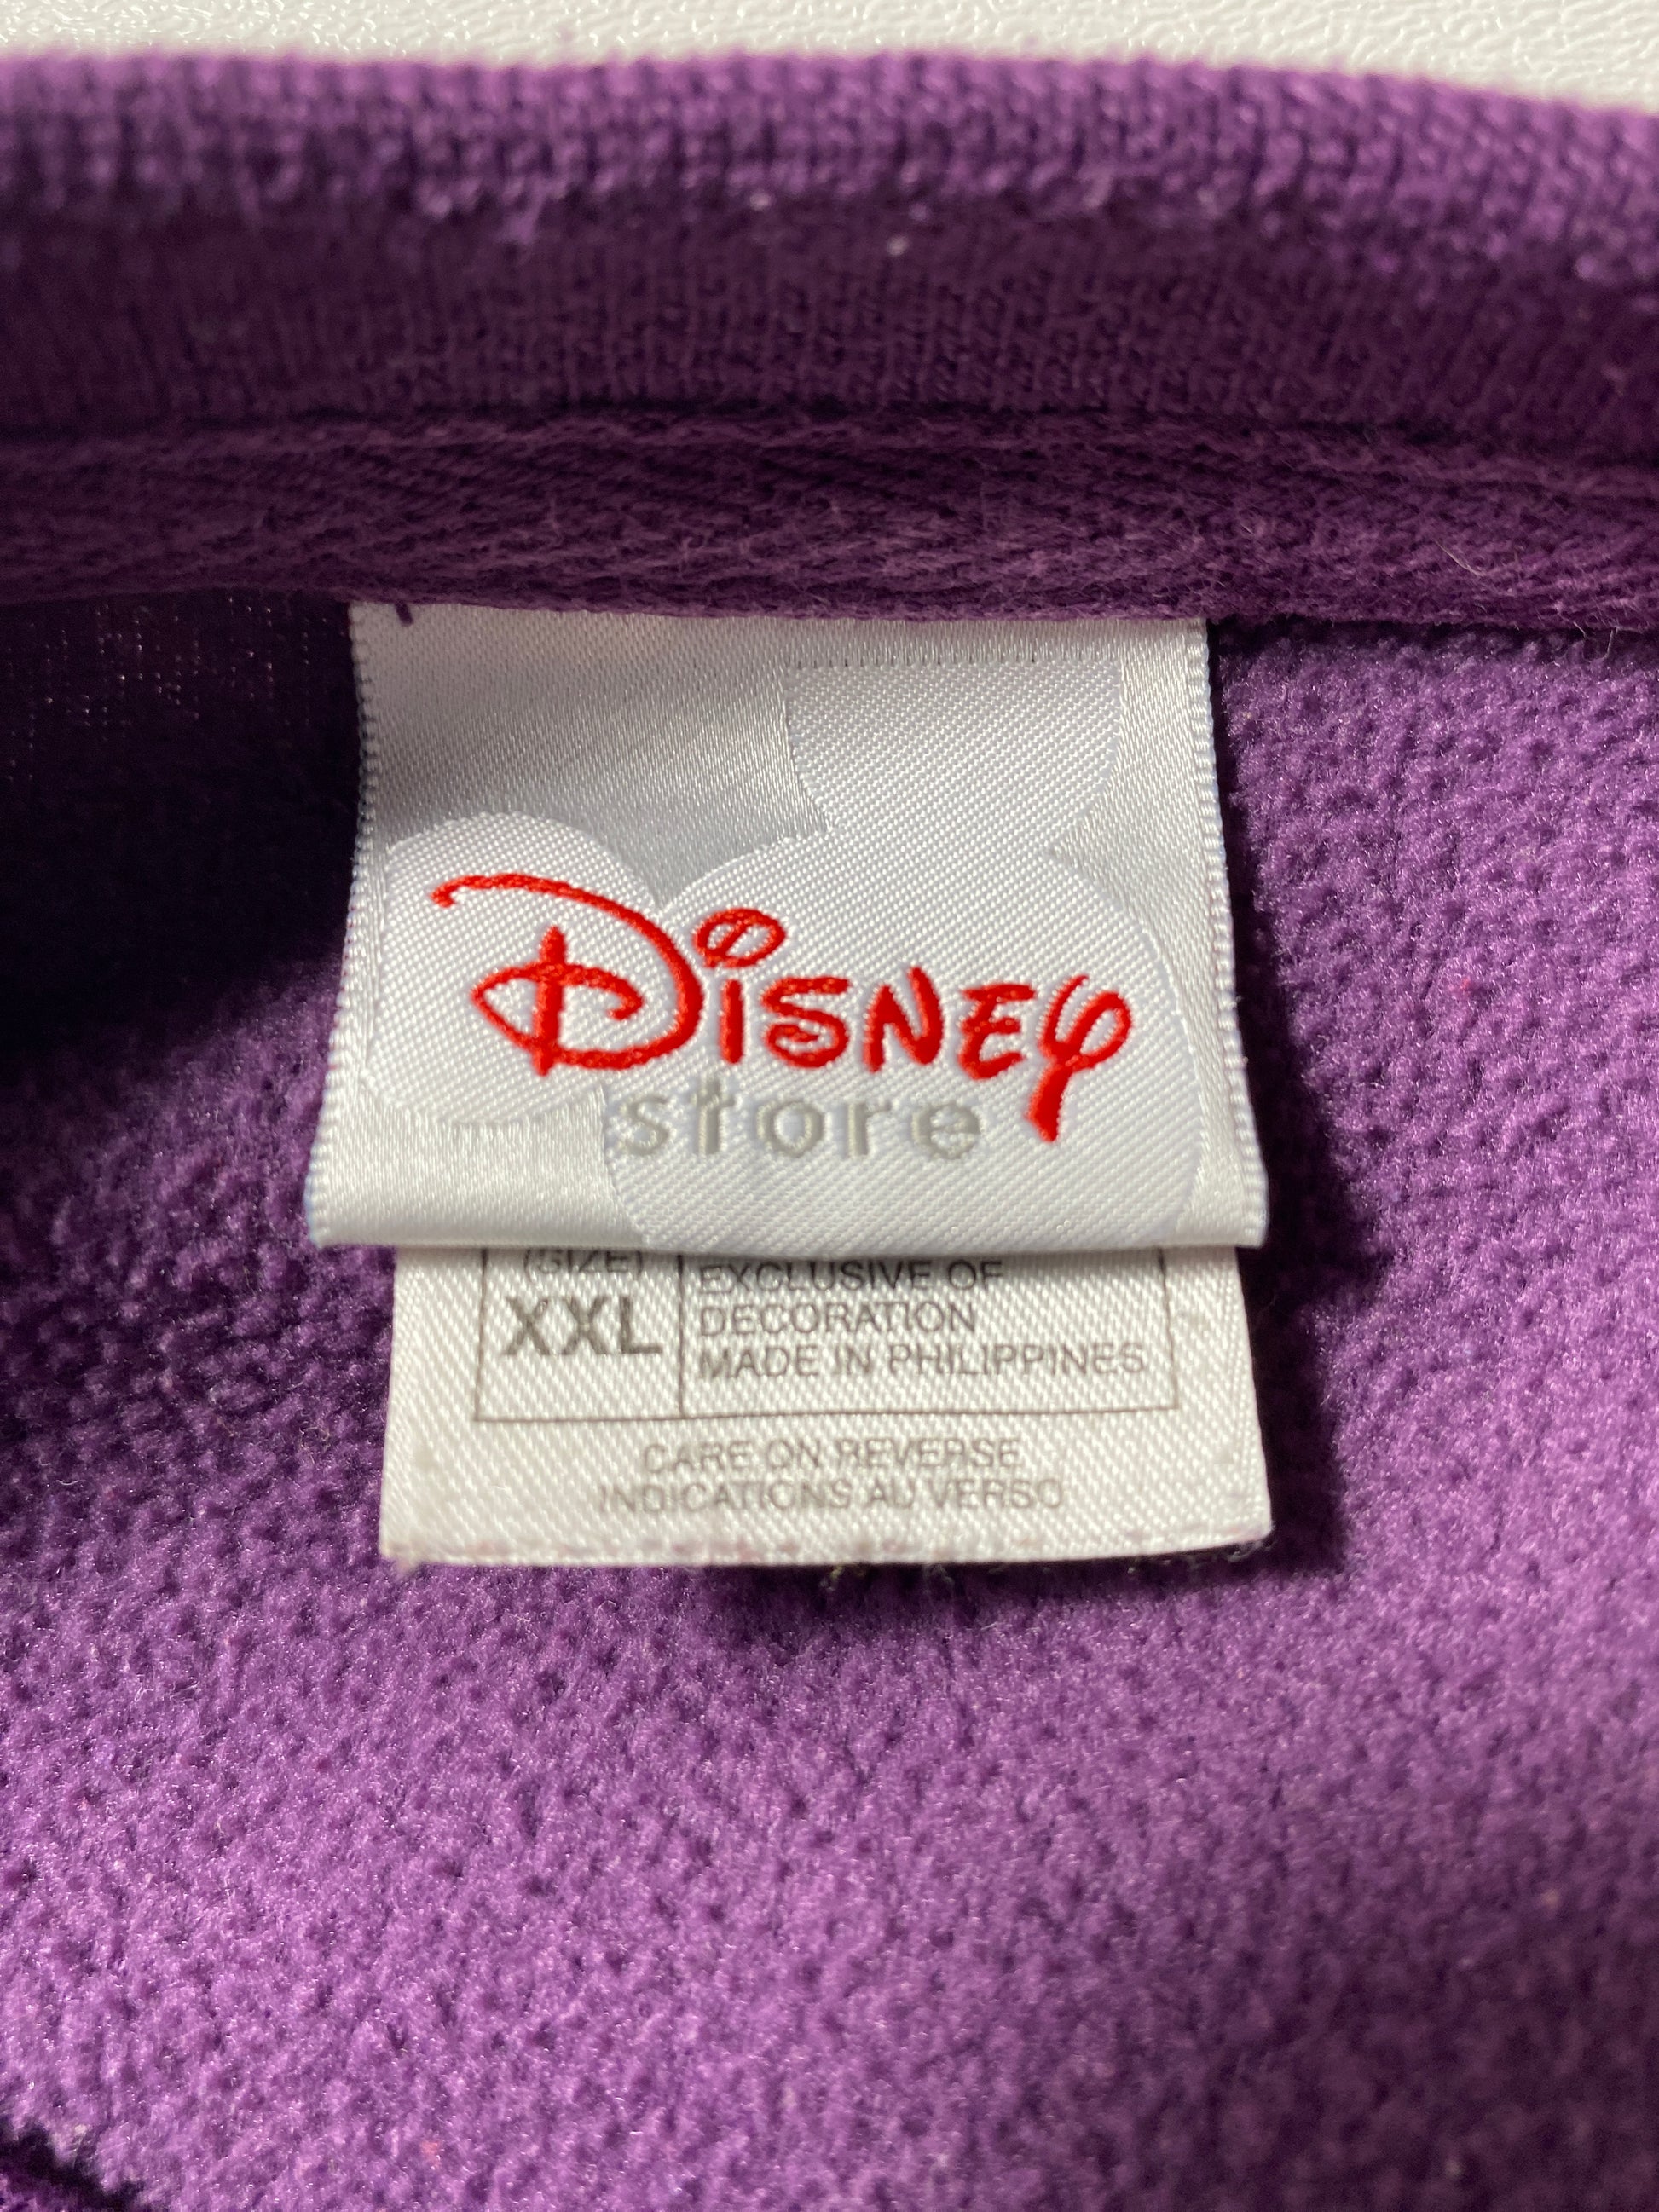 Disney
store
(SIZE)
XXL
EXCLUSIVE OF
DECORATION
MADE IN PHILIPPINES
CARE ON REVERSE
INDICATIONS AU VERSO